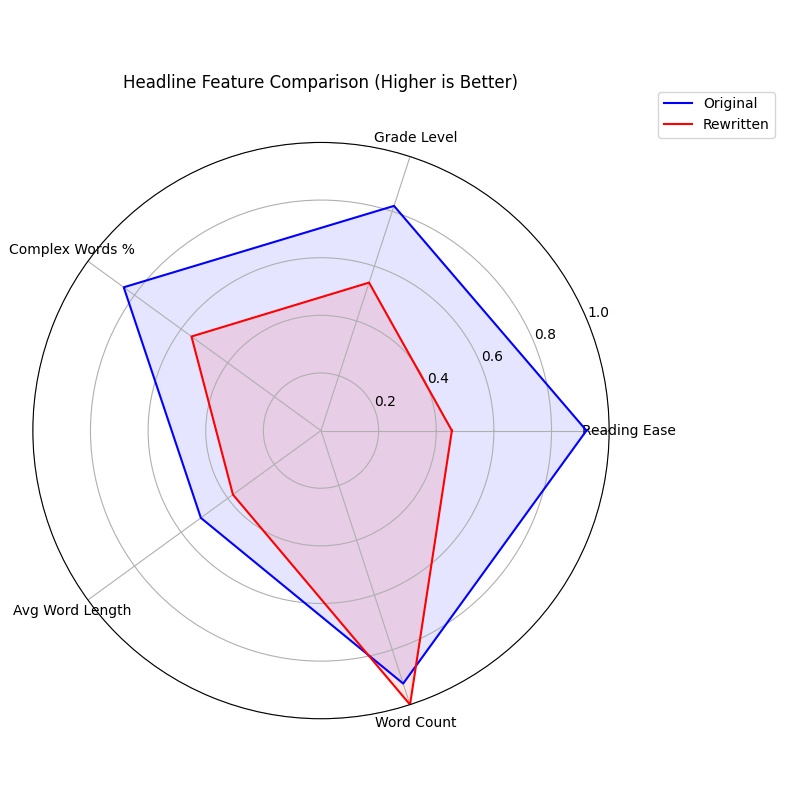 Headline Feature Comparison (Higher is Better)
Original
Rewritten
Grade Level
Complex Words %
1.0
0.8
0.6
0.4
0.2
Reading Ease
Avg Word Length
Word Count